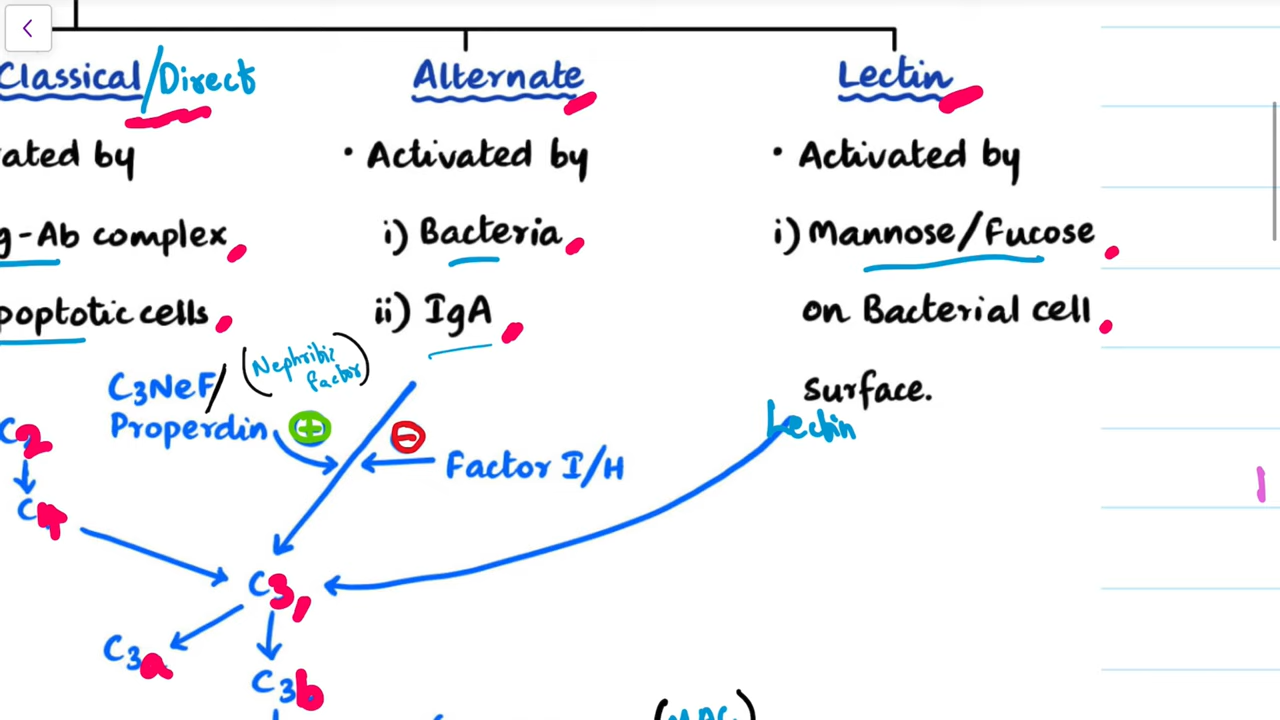 Classical/Direct
Alternate
Lectin
ated by
• Activated by
• Activated by
g-Ab complex
i) Bacteria
i) Mannose/Fucose
poptotic cells
ii) IgA
on Bacterial cell
surface.
C3NeF/ (Nephritic factor)
Properdin
+
-
Factor I/H
Lectin
C2
C4
C3
C3a
C3b
(MAC)